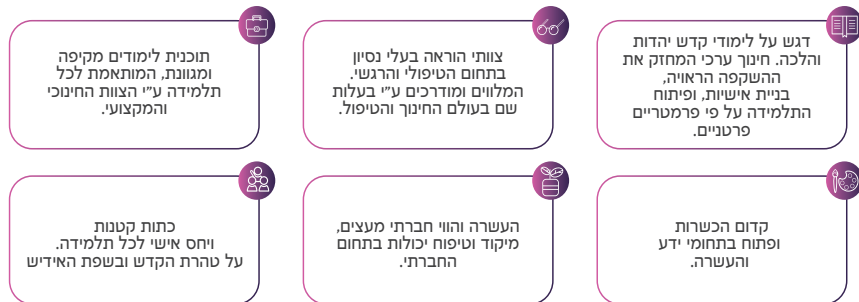 דגש על לימודי קדש יהדות
והלכה. חינוך ערכי המחזק את
ההשקפה הראויה,
בניית אישיות, ופיתוח
התלמידה על פי פרמטריים
פרטניים.
צוותי הוראה בעלי נסיון
בתחום הטיפולי והרגשי.
המלווים ומודרכים ע״י בעלות
שם בעולם החינוך והטיפול.
תוכנית לימודים מקיפה
ומגוונת, המותאמת לכל
תלמידה ע״י הצוות החינוכי
והמקצועי.
קדום הכשרות
ופתוח בתחומי ידע
והעשרה.
העשרה והווי חברתי מעצים,
מיקוד וטיפוח יכולות בתחום
החברתי.
כתות קטנות
ויחס אישי לכל תלמידה.
על טהרת הקדש ובשפת האידיש